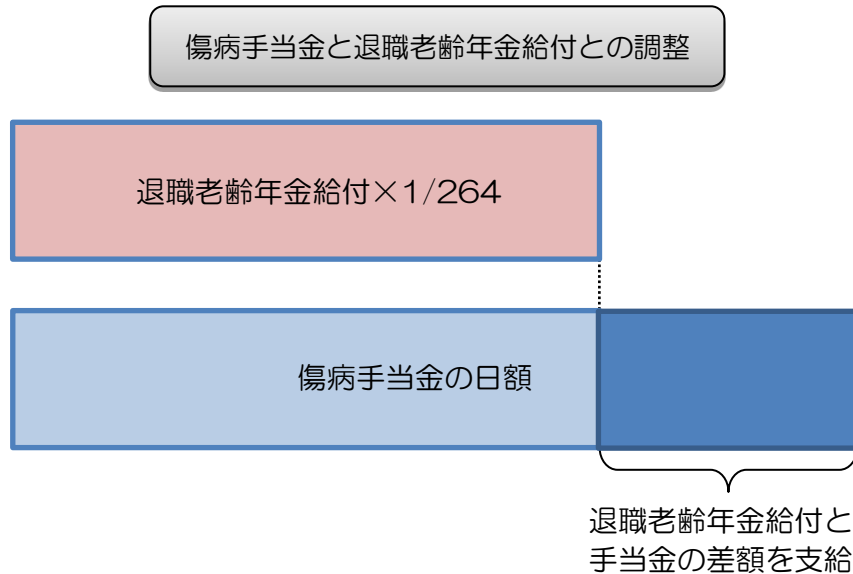 傷病手当金と退職老齢年金給付との調整
退職老齢年金給付×1/264
傷病手当金の日額
退職老齢年金給付と
手当金の差額を支給